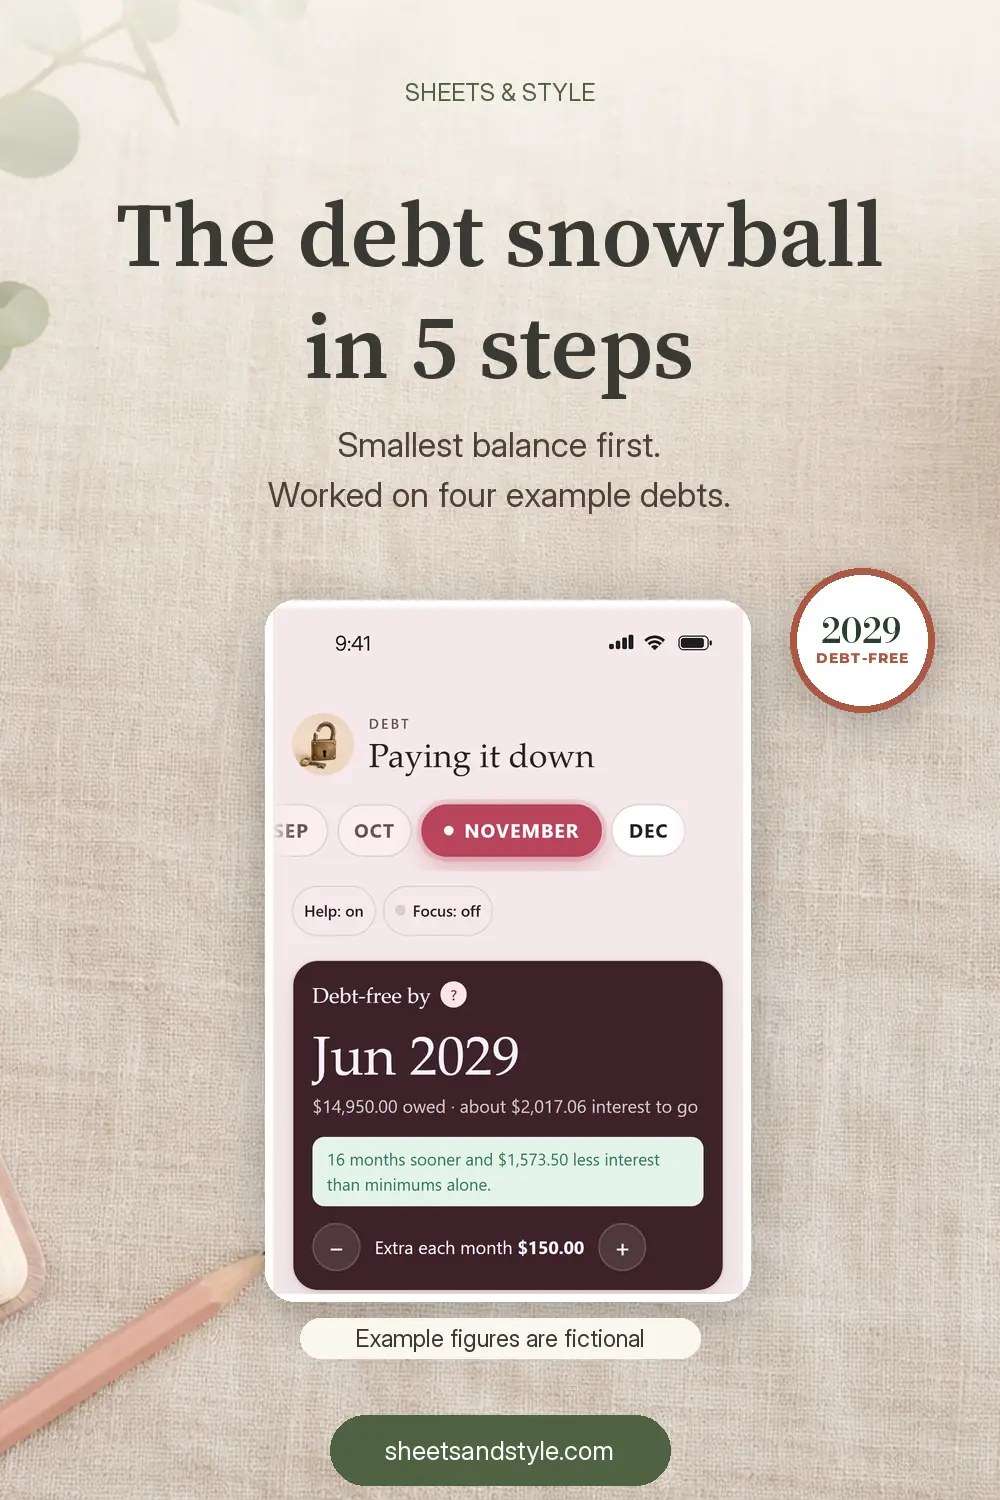 SHEETS & STYLE
The debt snowball
in 5 steps
Smallest balance first.
Worked on four example debts.
2029
DEBT-FREE
9:41
DEBT
Paying it down
SEP
OCT
NOVEMBER
DEC
Help: on
Focus: off
Debt-free by ?
Jun 2029
$14,950.00 owed · about $2,017.06 interest to go
16 months sooner and $1,573.50 less interest
than minimums alone.
− Extra each month $150.00 +
Example figures are fictional
sheetsandstyle.com